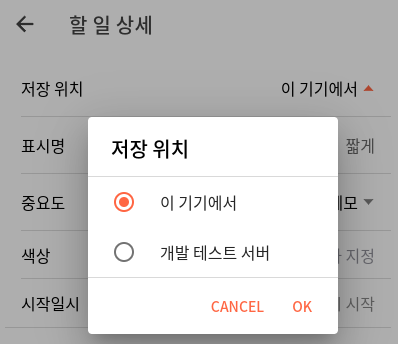 할 일 상세
저장 위치 이 기기에서
표시명 짧게
중요도
색상 지정
시작일시 시작
저장 위치
이 기기에서
개발 테스트 서버
CANCEL OK